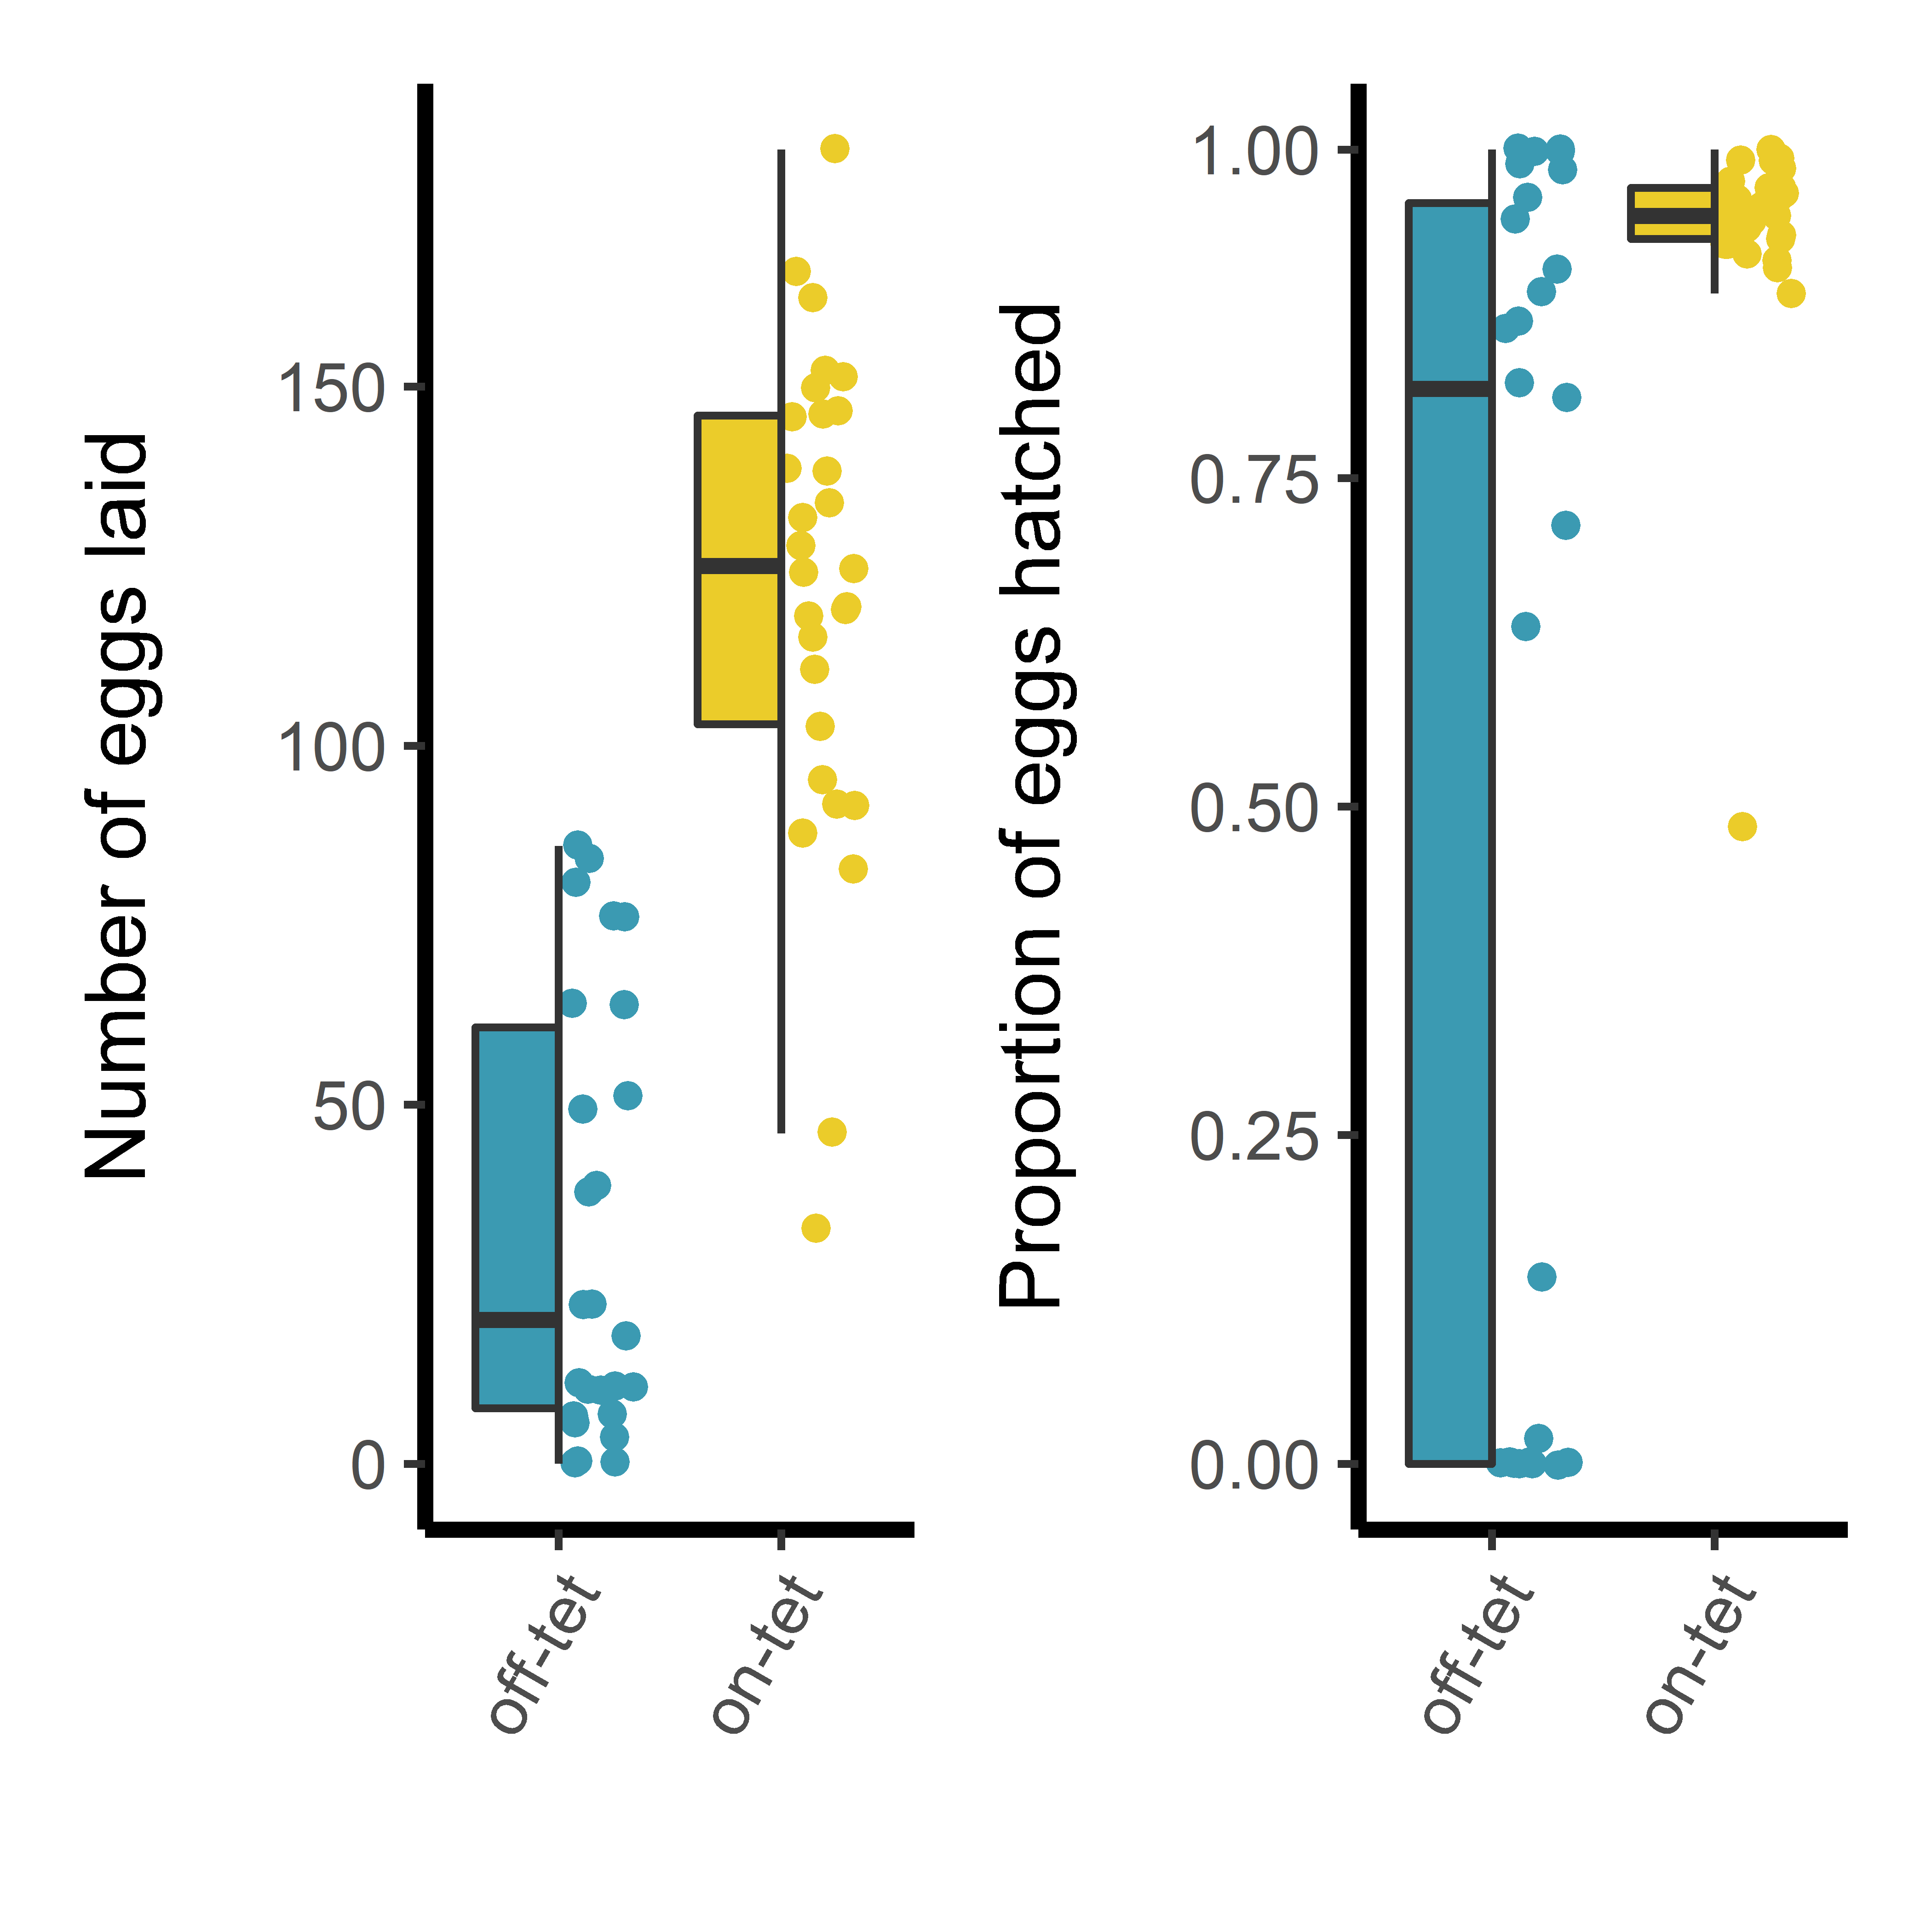 Number of eggs laid
150
100
50
0
off-tet
on-tet
Proportion of eggs hatched
1.00
0.75
0.50
0.25
0.00
off-tet
on-tet